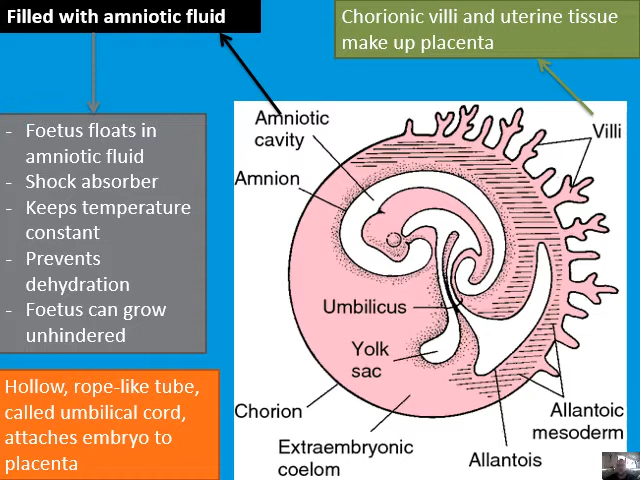 Filled with amniotic fluid
Chorionic villi and uterine tissue
make up placenta
- Foetus floats in
amniotic fluid
- Shock absorber
- Keeps temperature
constant
- Prevents
dehydration
- Foetus can grow
unhindered
Hollow, rope-like tube,
called umbilical cord,
attaches embryo to
placenta
Amniotic
cavity
Villi
Amnion
Umbilicus
Yolk
sac
Chorion
Allantoic
mesoderm
Extraembryonic
coelom
Allantois